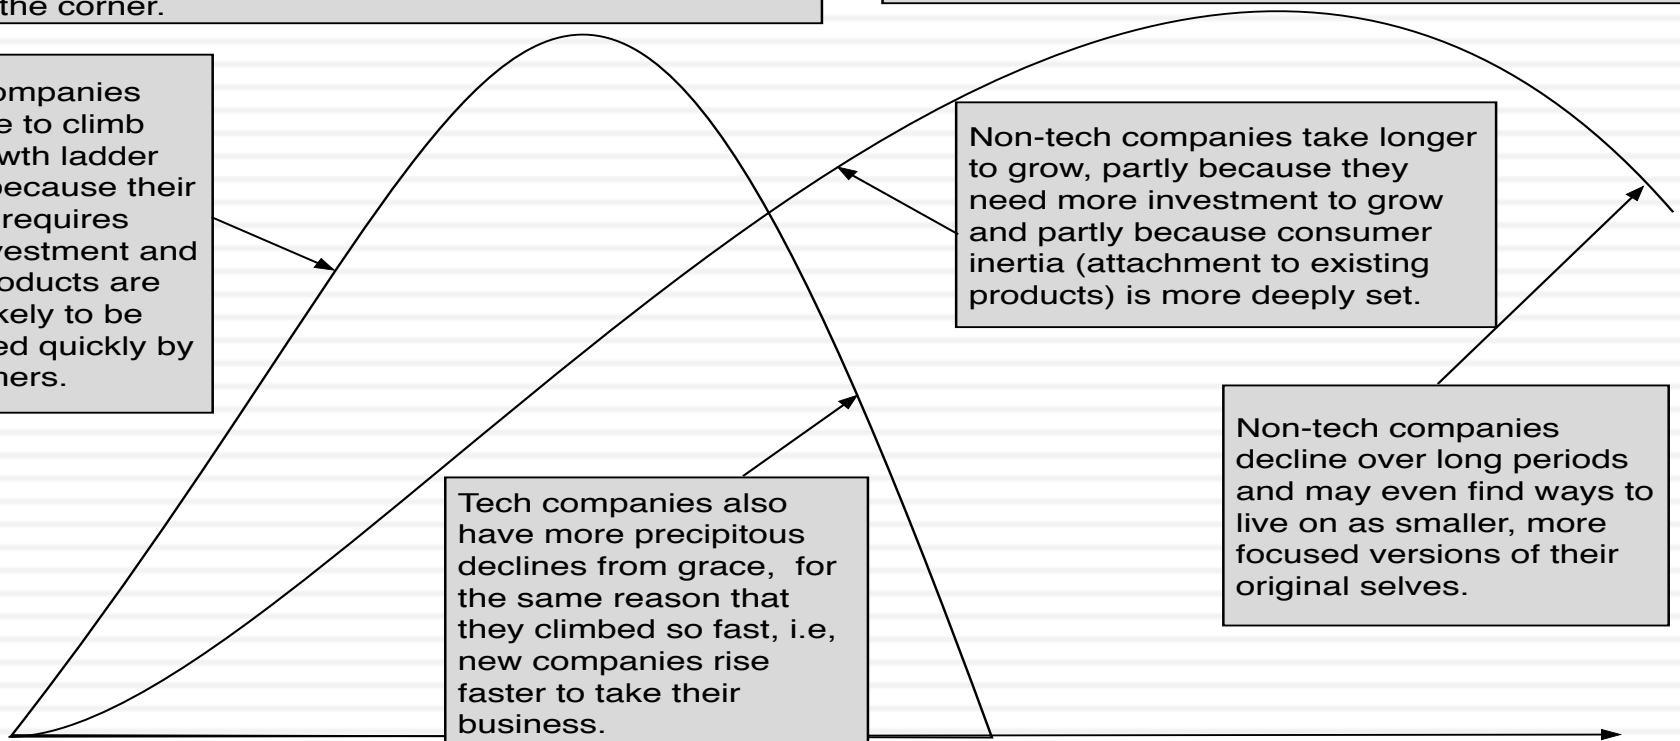 the corner.
ompanies
e to climb
wth ladder
ecause their
requires
vestment and
oducts are
kely to be
ed quickly by
ners.
Non-tech companies take longer
to grow, partly because they
need more investment to grow
and partly because consumer
inertia (attachment to existing
products) is more deeply set.
Tech companies also
have more precipitous
declines from grace,  for
the same reason that
they climbed so fast, i.e,
new companies rise
faster to take their
business.
Non-tech companies
decline over long periods
and may even find ways to
live on as smaller, more
focused versions of their
original selves.